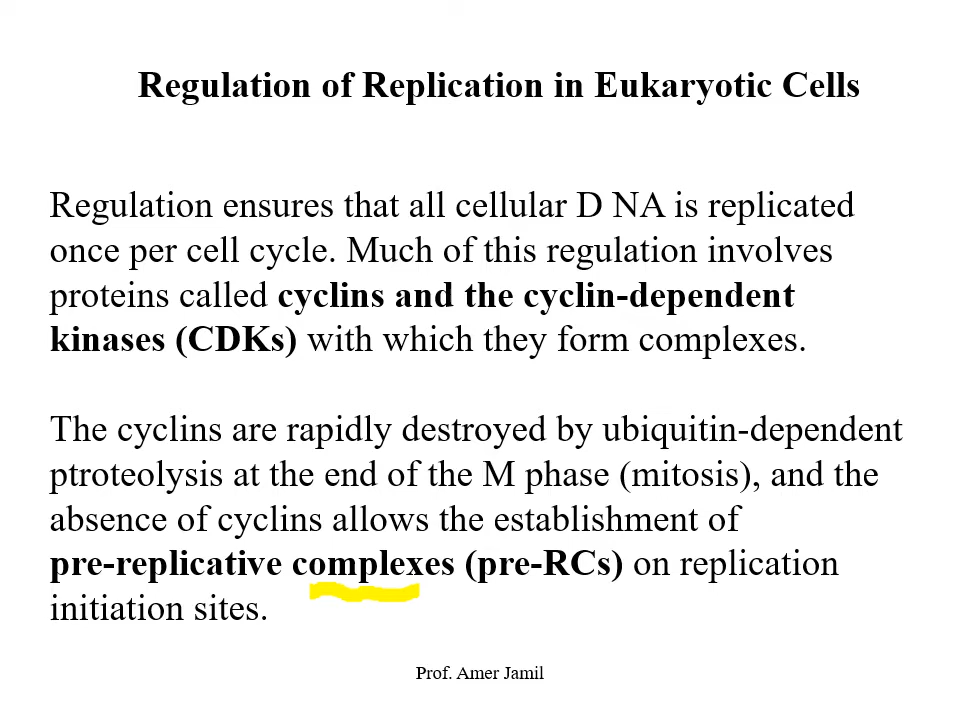 Regulation of Replication in Eukaryotic Cells
Regulation ensures that all cellular D NA is replicated
once per cell cycle. Much of this regulation involves
proteins called cyclins and the cyclin-dependent
kinases (CDKs) with which they form complexes.
The cyclins are rapidly destroyed by ubiquitin-dependent
ptroteolysis at the end of the M phase (mitosis), and the
absence of cyclins allows the establishment of
pre-replicative complexes (pre-RCs) on replication
initiation sites.
Prof. Amer Jamil